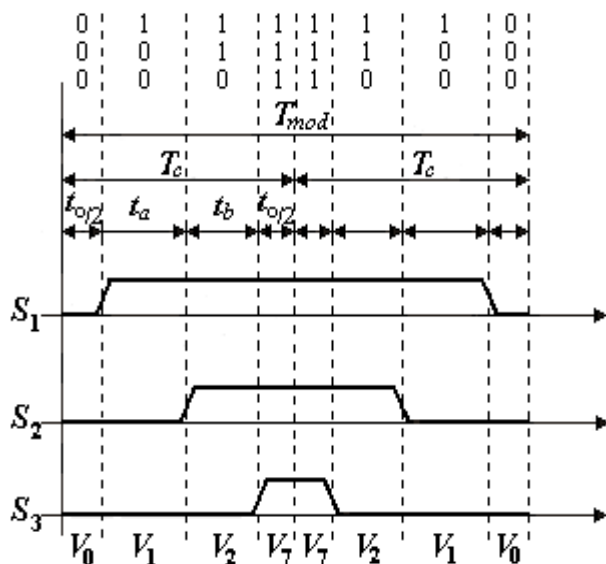 0 1 1 1 1 1 1 0
0 0 1 1 1 1 0 0
0 0 0 1 1 0 0 0
Tmod
Tc Tc
to/2 ta tb to/2
S1
S2
S3
V0 V1 V2 V7 V7 V2 V1 V0